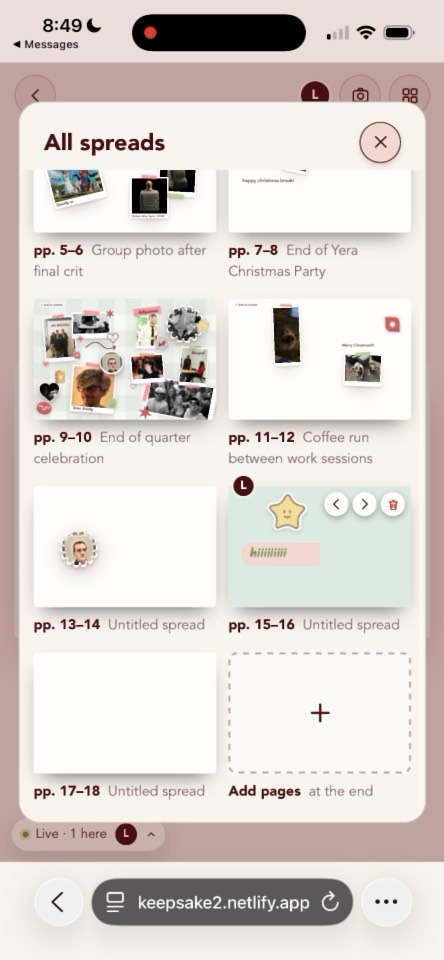 8:49
Messages
L
All spreads
happy christmas break!
pp. 5–6 Group photo after
final crit
pp. 7–8 End of Yera
Christmas Party
pp. 9–10 End of quarter
celebration
Merry Christmas!!
pp. 11–12 Coffee run
between work sessions
pp. 13–14 Untitled spread
L
hiiiiiiiii
pp. 15–16 Untitled spread
pp. 17–18 Untitled spread
Add pages at the end
Live · 1 here L
keepsake2.netlify.app